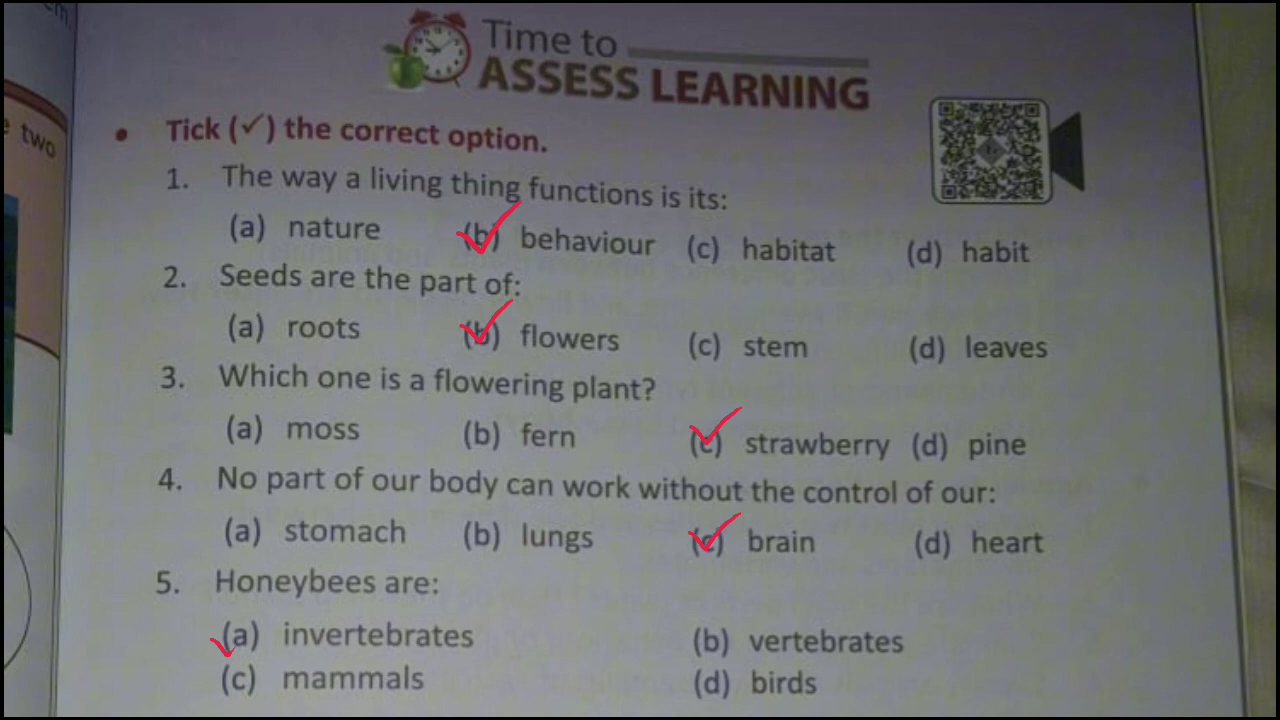 em.
two
Time to
ASSESS LEARNING
• Tick (✓) the correct option.
1. The way a living thing functions is its:
(a) nature (b) behaviour (c) habitat (d) habit
2. Seeds are the part of:
(a) roots (b) flowers (c) stem (d) leaves
3. Which one is a flowering plant?
(a) moss (b) fern (c) strawberry (d) pine
4. No part of our body can work without the control of our:
(a) stomach (b) lungs (c) brain (d) heart
5. Honeybees are:
(a) invertebrates (b) vertebrates
(c) mammals (d) birds